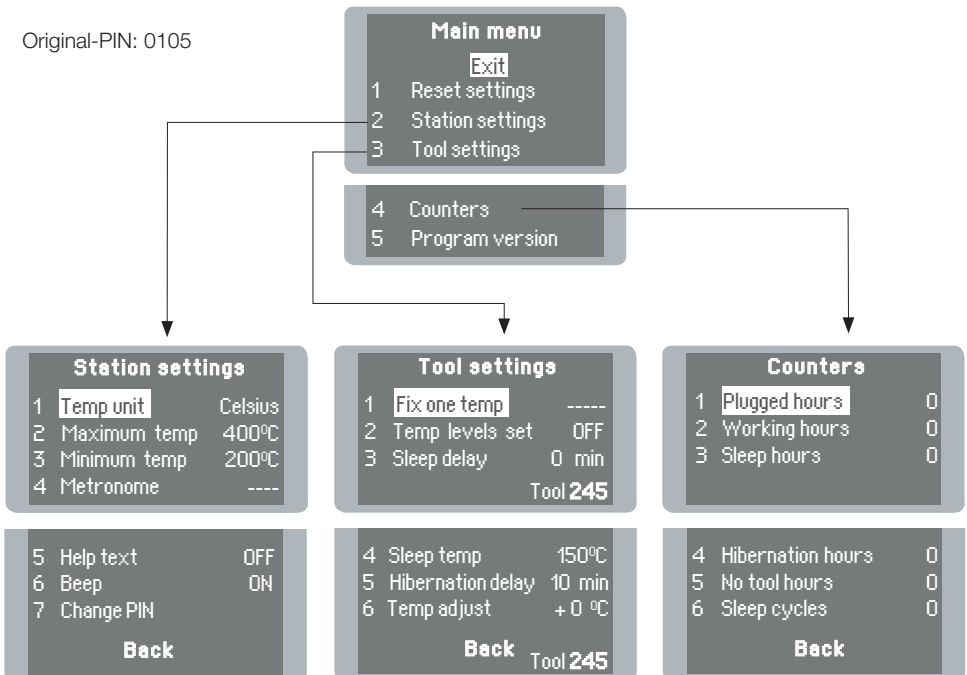 Original-PIN: 0105
Main menu
Exit
1 Reset settings
2 Station settings
3 Tool settings
4 Counters
5 Program version
Station settings
1 Temp unit Celsius
2 Maximum temp 400ºC
3 Minimum temp 200ºC
4 Metronome ----
5 Help text OFF
6 Beep ON
7 Change PIN
Back
Tool settings
1 Fix one temp -----
2 Temp levels set OFF
3 Sleep delay 0 min
Tool 245
4 Sleep temp 150ºC
5 Hibernation delay 10 min
6 Temp adjust + 0 ºC
Back
Tool 245
Counters
1 Plugged hours 0
2 Working hours 0
3 Sleep hours 0
4 Hibernation hours 0
5 No tool hours 0
6 Sleep cycles 0
Back